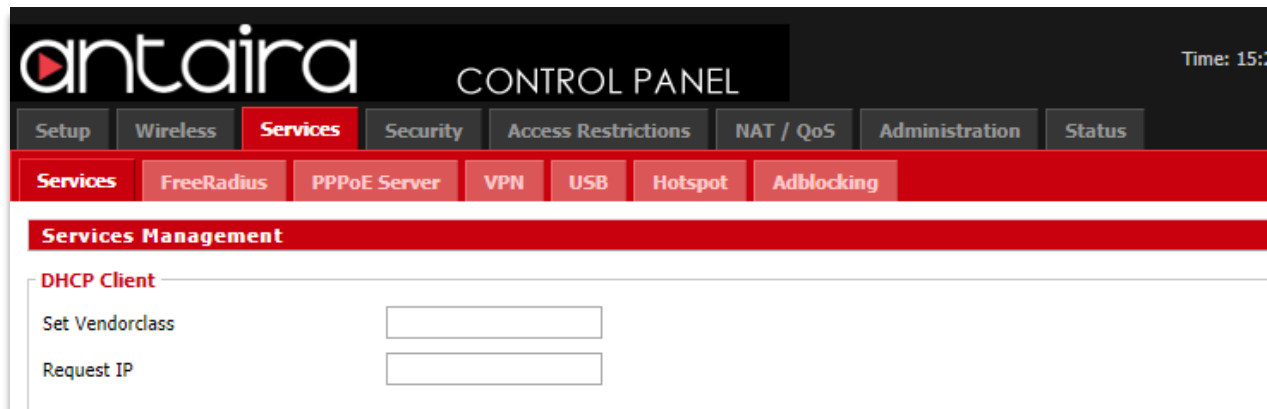 antaira CONTROL PANEL
Time: 15:
Setup Wireless Services Security Access Restrictions NAT / QoS Administration Status
Services FreeRadius PPPoE Server VPN USB Hotspot Adblocking
Services Management
DHCP Client
Set Vendorclass
Request IP